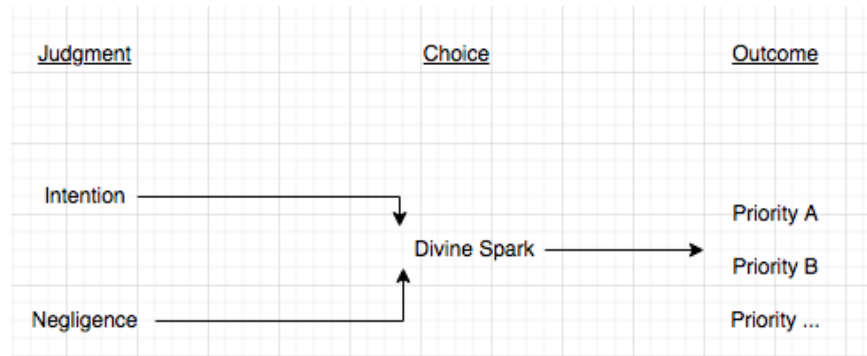 Judgment Choice Outcome
Intention
Priority A
Divine Spark
Priority B
Negligence
Priority ...